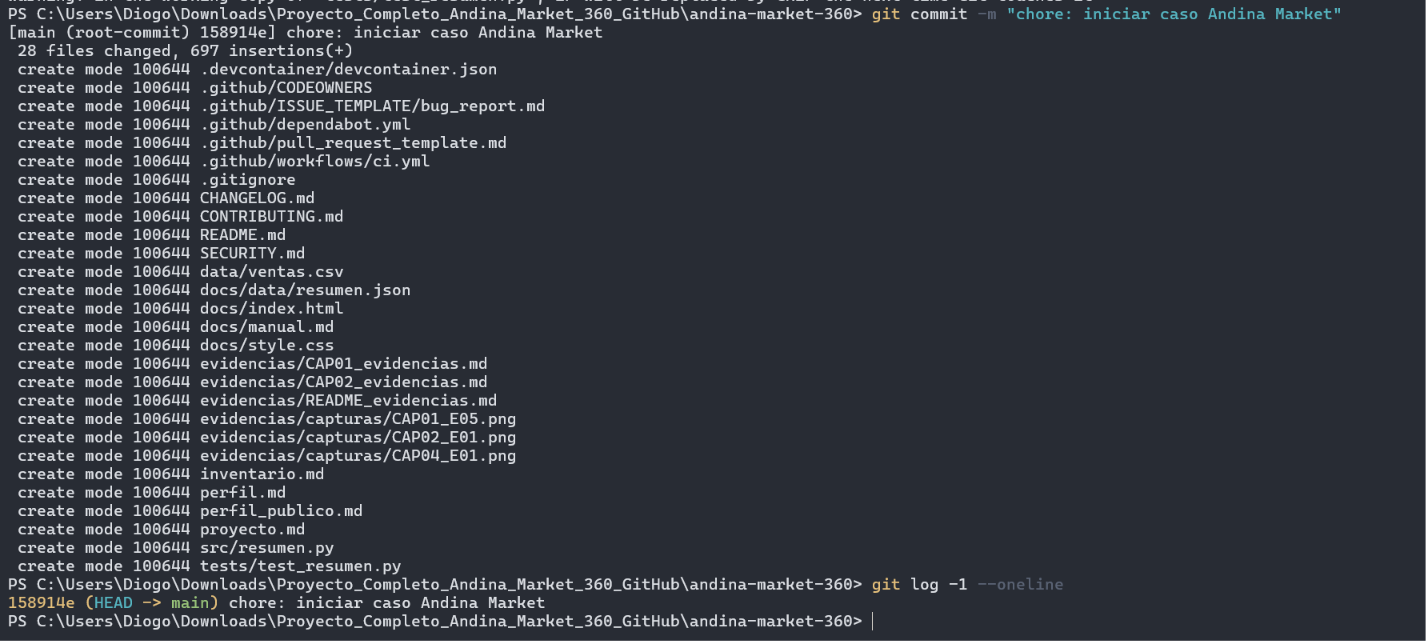 PS C:\Users\Diogo\Downloads\Proyecto_Completo_Andina_Market_360_GitHub\andina-market-360> git commit -m "chore: iniciar caso Andina Market"
[main (root-commit) 158914e] chore: iniciar caso Andina Market
 28 files changed, 697 insertions(+)
 create mode 100644 .devcontainer/devcontainer.json
 create mode 100644 .github/CODEOWNERS
 create mode 100644 .github/ISSUE_TEMPLATE/bug_report.md
 create mode 100644 .github/dependabot.yml
 create mode 100644 .github/pull_request_template.md
 create mode 100644 .github/workflows/ci.yml
 create mode 100644 .gitignore
 create mode 100644 CHANGELOG.md
 create mode 100644 CONTRIBUTING.md
 create mode 100644 README.md
 create mode 100644 SECURITY.md
 create mode 100644 data/ventas.csv
 create mode 100644 docs/data/resumen.json
 create mode 100644 docs/index.html
 create mode 100644 docs/manual.md
 create mode 100644 docs/style.css
 create mode 100644 evidencias/CAP01_evidencias.md
 create mode 100644 evidencias/CAP02_evidencias.md
 create mode 100644 evidencias/README_evidencias.md
 create mode 100644 evidencias/capturas/CAP01_E05.png
 create mode 100644 evidencias/capturas/CAP02_E01.png
 create mode 100644 evidencias/capturas/CAP04_E01.png
 create mode 100644 inventario.md
 create mode 100644 perfil.md
 create mode 100644 perfil_publico.md
 create mode 100644 proyecto.md
 create mode 100644 src/resumen.py
 create mode 100644 tests/test_resumen.py
PS C:\Users\Diogo\Downloads\Proyecto_Completo_Andina_Market_360_GitHub\andina-market-360> git log -1 --oneline
158914e (HEAD -> main) chore: iniciar caso Andina Market
PS C:\Users\Diogo\Downloads\Proyecto_Completo_Andina_Market_360_GitHub\andina-market-360>